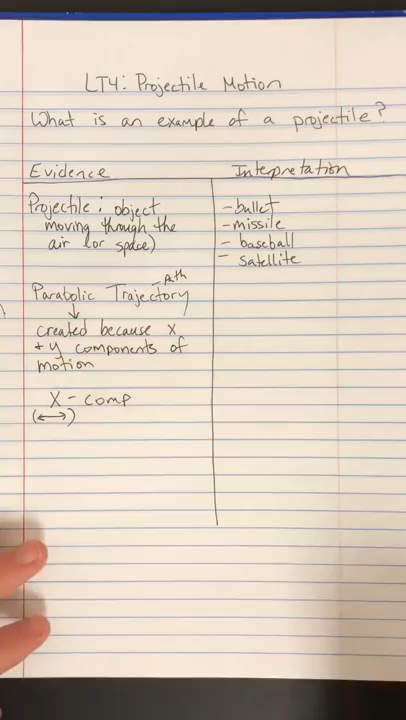 LT4: Projectile Motion
What is an example of a projectile?
Evidence
Interpretation
Projectile: object
moving through the
air (or space)
- bullet
- missile
- baseball
- satellite
- Path
Parabolic Trajectory
↓
created because x
+ y components of
motion
X - comp
(↔)